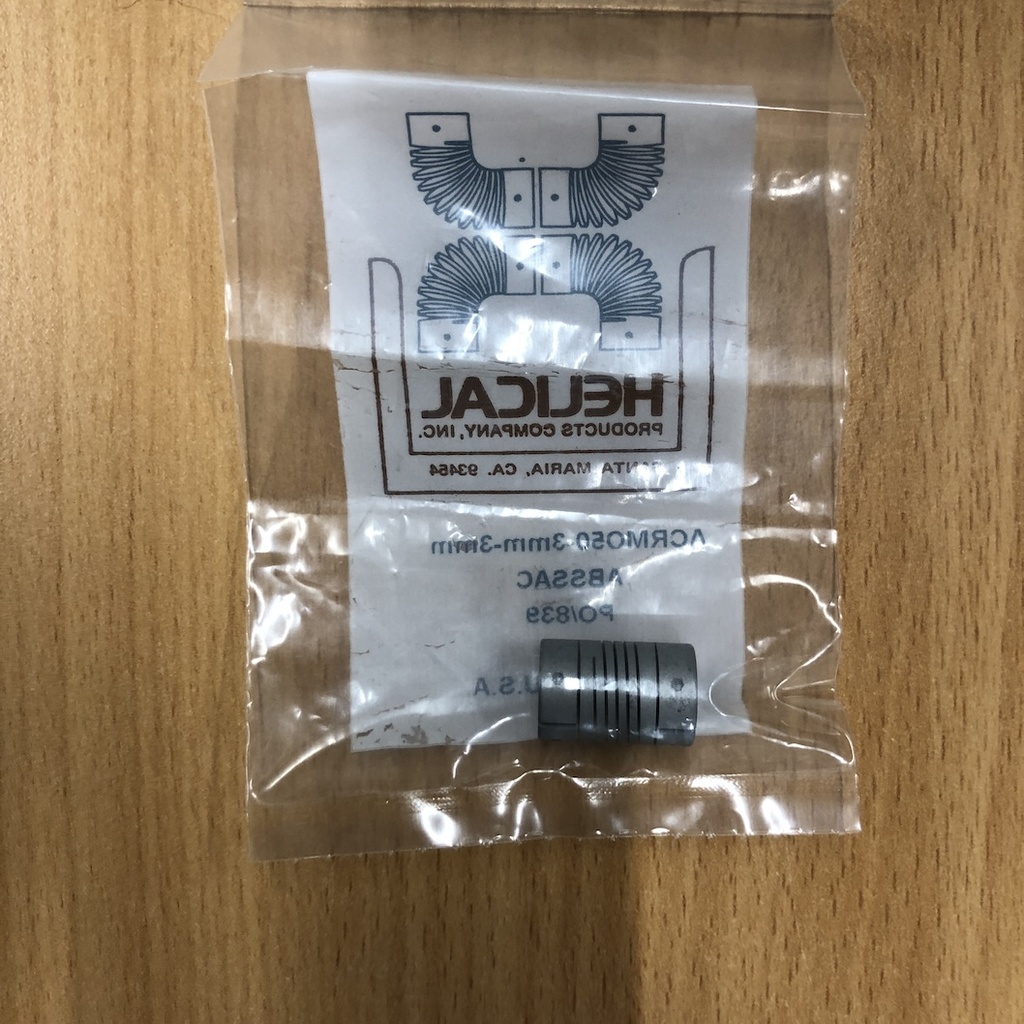 HELICAL
PRODUCTS COMPANY, INC.
SANTA MARIA, CA. 93454
ACRM050-3mm-3mm
ABSSAC
PO/839
U.S.A